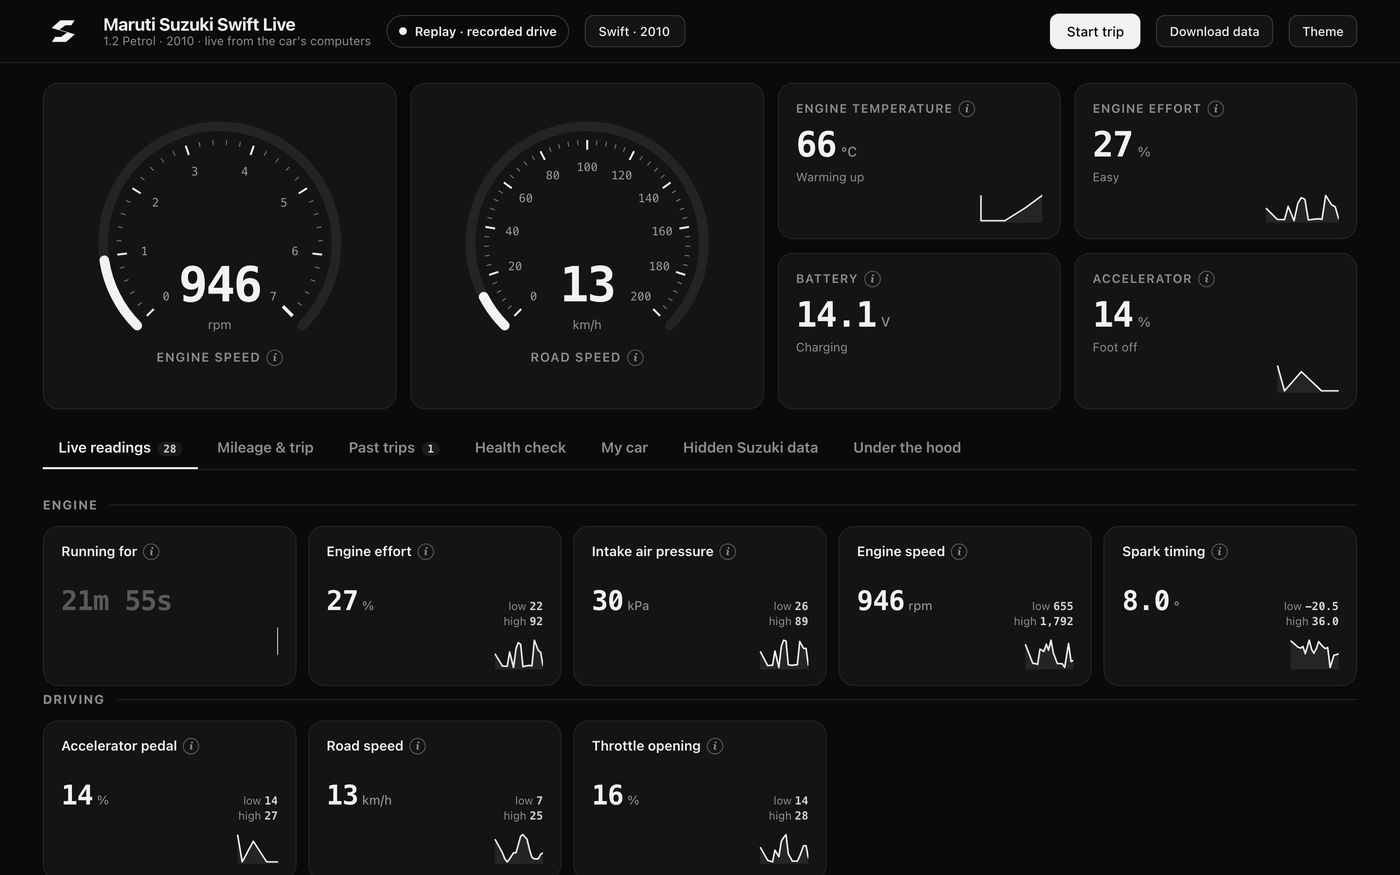 Maruti Suzuki Swift Live
1.2 Petrol · 2010 · live from the car's computers
Replay · recorded drive
Swift · 2010
Start trip
Download data
Theme
0
1
2
3
4
5
6
7
946
rpm
ENGINE SPEED i
0
20
40
60
80
100
120
140
160
180
200
13
km/h
ROAD SPEED i
ENGINE TEMPERATURE i
66 °C
Warming up
ENGINE EFFORT i
27 %
Easy
BATTERY i
14.1 V
Charging
ACCELERATOR i
14 %
Foot off
Live readings 28
Mileage & trip
Past trips 1
Health check
My car
Hidden Suzuki data
Under the hood
ENGINE
Running for i
21m 55s
Engine effort i
27 %
low 22
high 92
Intake air pressure i
30 kPa
low 26
high 89
Engine speed i
946 rpm
low 655
high 1,792
Spark timing i
8.0 °
low −20.5
high 36.0
DRIVING
Accelerator pedal i
14 %
low 14
high 27
Road speed i
13 km/h
low 7
high 25
Throttle opening i
16 %
low 14
high 28